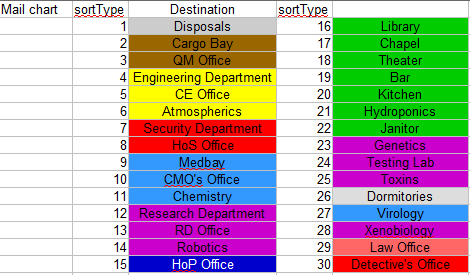 Mail chart sortType Destination sortType
1 Disposals 16 Library
2 Cargo Bay 17 Chapel
3 QM Office 18 Theater
4 Engineering Department 19 Bar
5 CE Office 20 Kitchen
6 Atmospherics 21 Hydroponics
7 Security Department 22 Janitor
8 HoS Office 23 Genetics
9 Medbay 24 Testing Lab
10 CMO's Office 25 Toxins
11 Chemistry 26 Dormitories
12 Research Department 27 Virology
13 RD Office 28 Xenobiology
14 Robotics 29 Law Office
15 HoP Office 30 Detective's Office